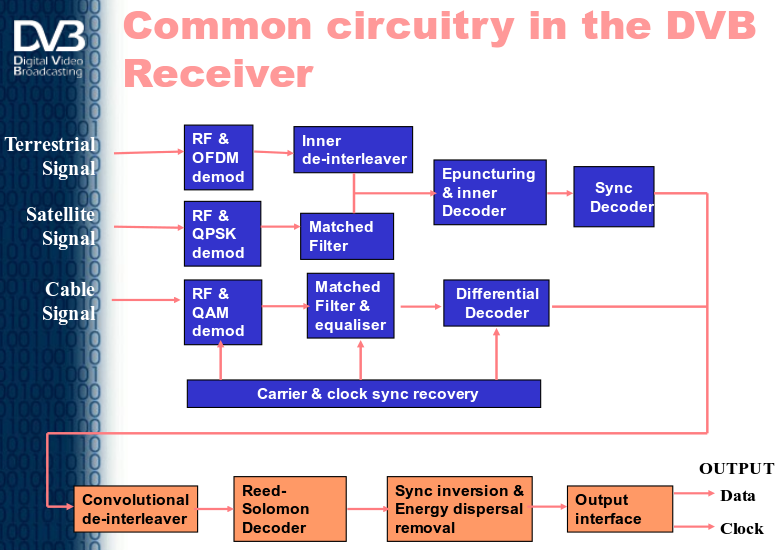 DVB
Digital Video
Broadcasting
Common circuitry in the DVB
Receiver
Terrestrial
Signal
RF &
OFDM
demod
Inner
de-interleaver
Epuncturing
& inner
Decoder
Sync
Decoder
Satellite
Signal
RF &
QPSK
demod
Matched
Filter
Cable
Signal
RF &
QAM
demod
Matched
Filter &
equaliser
Differential
Decoder
Carrier & clock sync recovery
Convolutional
de-interleaver
Reed-
Solomon
Decoder
Sync inversion &
Energy dispersal
removal
Output
interface
OUTPUT
Data
Clock